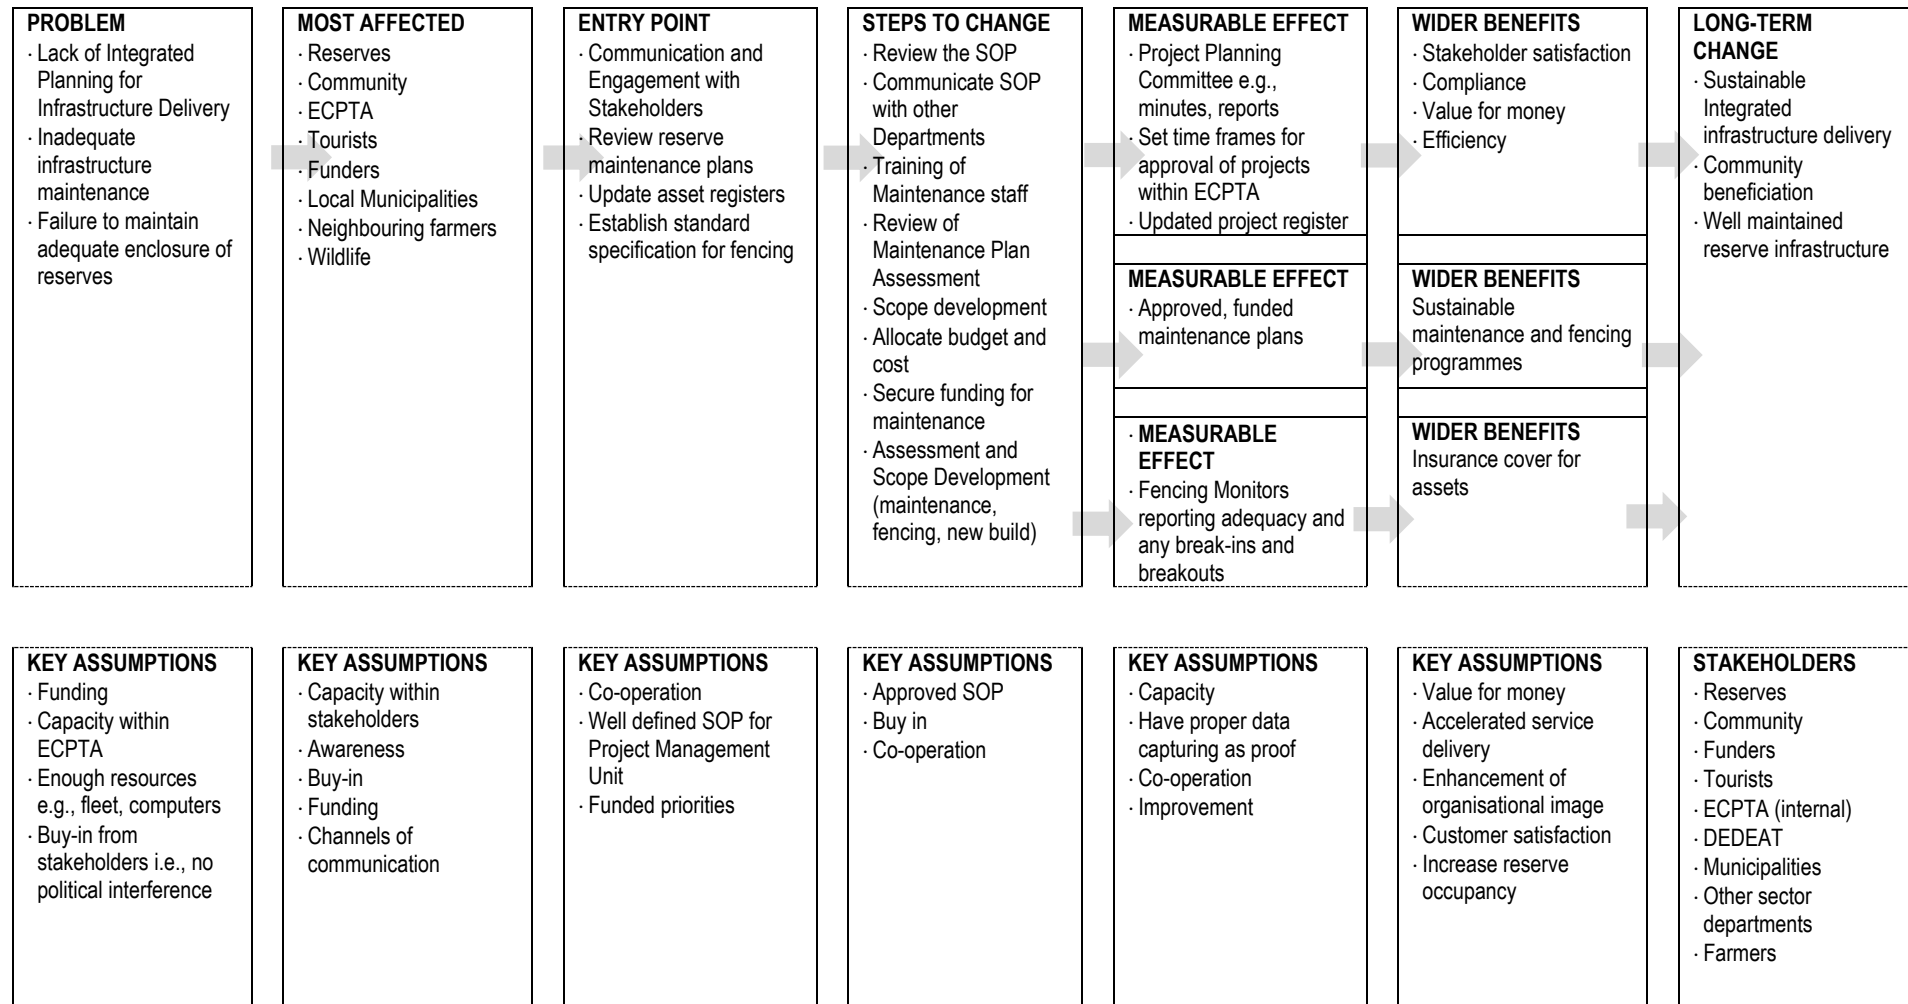 PROBLEM
· Lack of Integrated
Planning for
Infrastructure Delivery
· Inadequate
infrastructure
maintenance
· Failure to maintain
adequate enclosure of
reserves
MOST AFFECTED
· Reserves
· Community
· ECPTA
· Tourists
· Funders
· Local Municipalities
· Neighbouring farmers
· Wildlife
ENTRY POINT
· Communication and
Engagement with
Stakeholders
· Review reserve
maintenance plans
· Update asset registers
· Establish standard
specification for fencing
STEPS TO CHANGE
· Review the SOP
· Communicate SOP
with other
Departments
· Training of
Maintenance staff
· Review of
Maintenance Plan
Assessment
· Scope development
· Allocate budget and
cost
· Secure funding for
maintenance
· Assessment and
Scope Development
(maintenance,
fencing, new build)
MEASURABLE EFFECT
· Project Planning
Committee e.g.,
minutes, reports
· Set time frames for
approval of projects
within ECPTA
· Updated project register
MEASURABLE EFFECT
· Approved, funded
maintenance plans
· MEASURABLE
EFFECT
· Fencing Monitors
reporting adequacy and
any break-ins and
breakouts
WIDER BENEFITS
· Stakeholder satisfaction
· Compliance
· Value for money
· Efficiency
WIDER BENEFITS
Sustainable
maintenance and fencing
programmes
WIDER BENEFITS
Insurance cover for
assets
LONG-TERM
CHANGE
· Sustainable
Integrated
infrastructure delivery
· Community
beneficiation
· Well maintained
reserve infrastructure
KEY ASSUMPTIONS
· Funding
· Capacity within
ECPTA
· Enough resources
e.g., fleet, computers
· Buy-in from
stakeholders i.e., no
political interference
KEY ASSUMPTIONS
· Capacity within
stakeholders
· Awareness
· Buy-in
· Funding
· Channels of
communication
KEY ASSUMPTIONS
· Co-operation
· Well defined SOP for
Project Management
Unit
· Funded priorities
KEY ASSUMPTIONS
· Approved SOP
· Buy in
· Co-operation
KEY ASSUMPTIONS
· Capacity
· Have proper data
capturing as proof
· Co-operation
· Improvement
KEY ASSUMPTIONS
· Value for money
· Accelerated service
delivery
· Enhancement of
organisational image
· Customer satisfaction
· Increase reserve
occupancy
STAKEHOLDERS
· Reserves
· Community
· Funders
· Tourists
· ECPTA (internal)
· DEDEAT
· Municipalities
· Other sector
departments
· Farmers